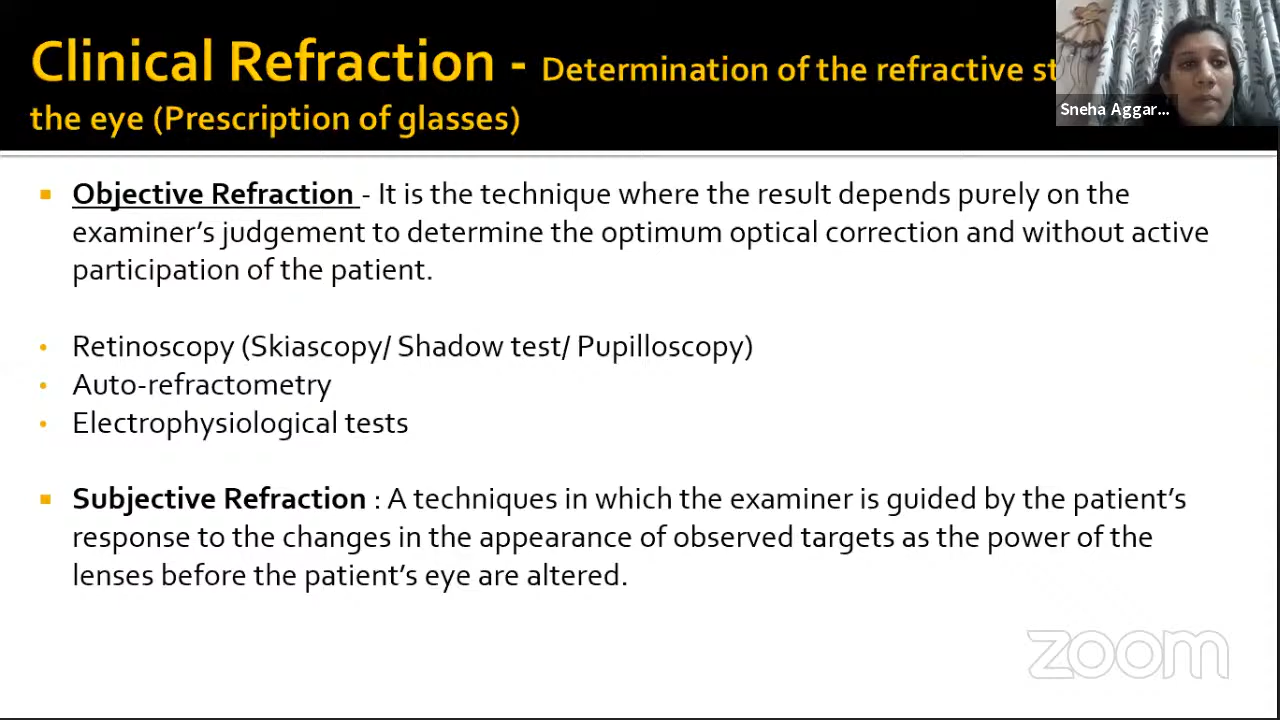 Clinical Refraction - Determination of the refractive st
the eye (Prescription of glasses)
Sneha Aggar...
Objective Refraction - It is the technique where the result depends purely on the
examiner's judgement to determine the optimum optical correction and without active
participation of the patient.
Retinoscopy (Skiascopy/ Shadow test/ Pupilloscopy)
Auto-refractometry
Electrophysiological tests
Subjective Refraction : A techniques in which the examiner is guided by the patient's
response to the changes in the appearance of observed targets as the power of the
lenses before the patient's eye are altered.
zoom